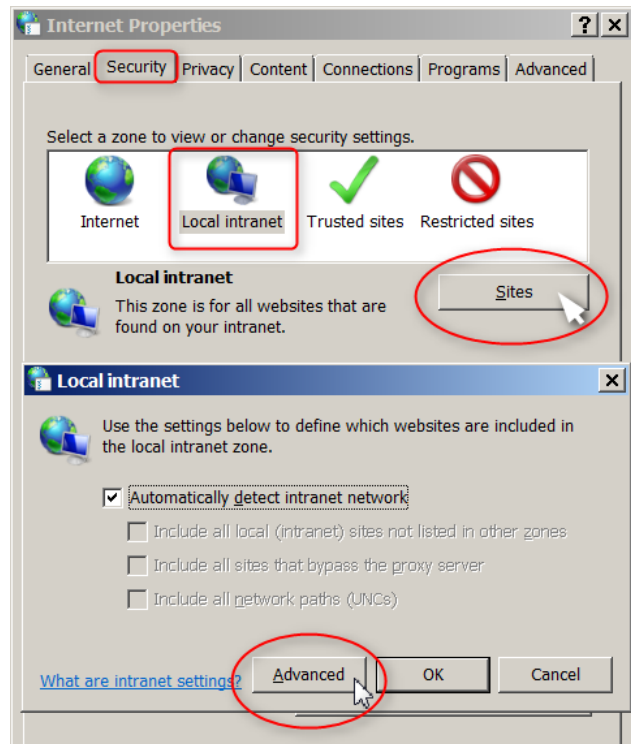 Internet Properties
General Security Privacy Content Connections Programs Advanced
Select a zone to view or change security settings.
Internet Local intranet Trusted sites Restricted sites
Local intranet
Sites
This zone is for all websites that are
found on your intranet.
Local intranet
Use the settings below to define which websites are included in
the local intranet zone.
Automatically detect intranet network
Include all local (intranet) sites not listed in other zones
Include all sites that bypass the proxy server
Include all network paths (UNCs)
What are intranet settings? Advanced OK Cancel